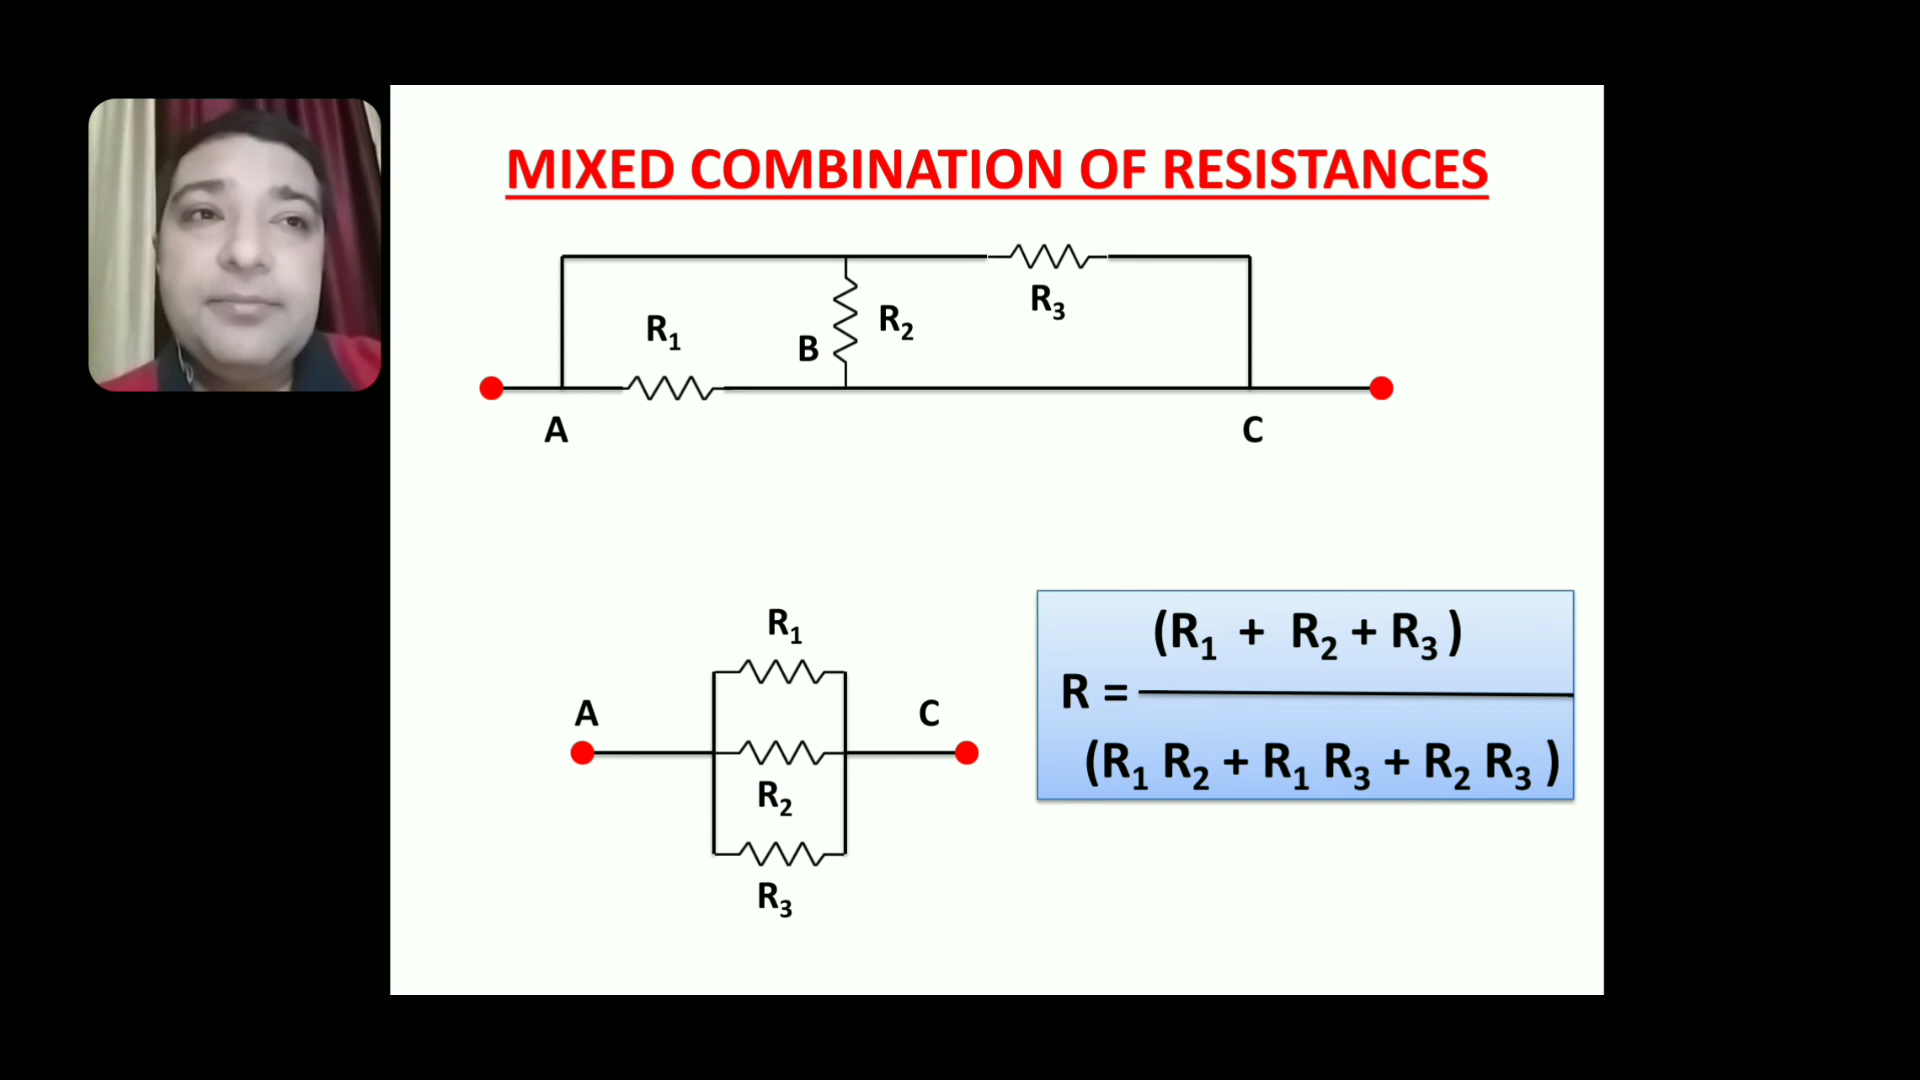 MIXED COMBINATION OF RESISTANCES
R₃
R₁
B
R₂
A
C
R₁
A
C
R₂
R₃
(R₁ + R₂ + R₃ )
R =
(R₁ R₂ + R₁ R₃ + R₂ R₃ )